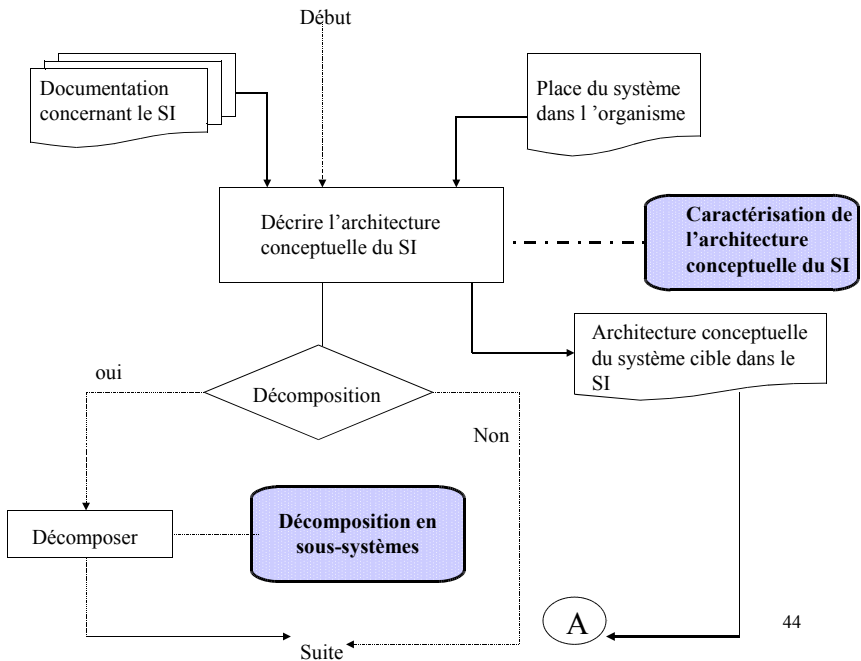 Début
Documentation
concernant le SI
Place du système
dans l ’organisme
Décrire l’architecture
conceptuelle du SI
Caractérisation de
l’architecture
conceptuelle du SI
Architecture conceptuelle
du système cible dans le
SI
oui
Décomposition
Non
Décomposer
Décomposition en
sous-systèmes
A
44
Suite